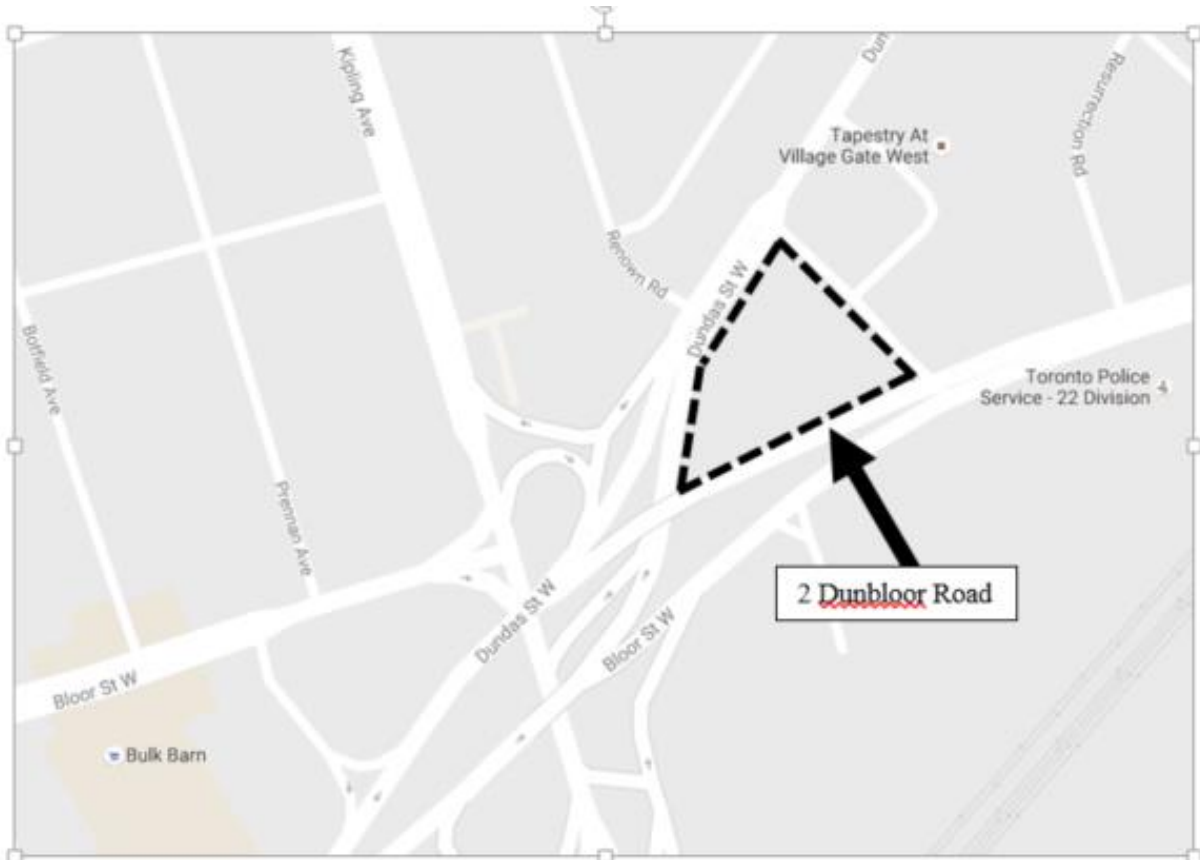 Kipling Ave
Dun
Resurrection Rd
Tapestry At
Village Gate West
Renown Rd
Dundas St W
Botfield Ave
Toronto Police
Service - 22 Division
Prennan Ave
2 Dunbloor Road
Dundas St W
Bloor St W
Bloor St W
Bulk Barn